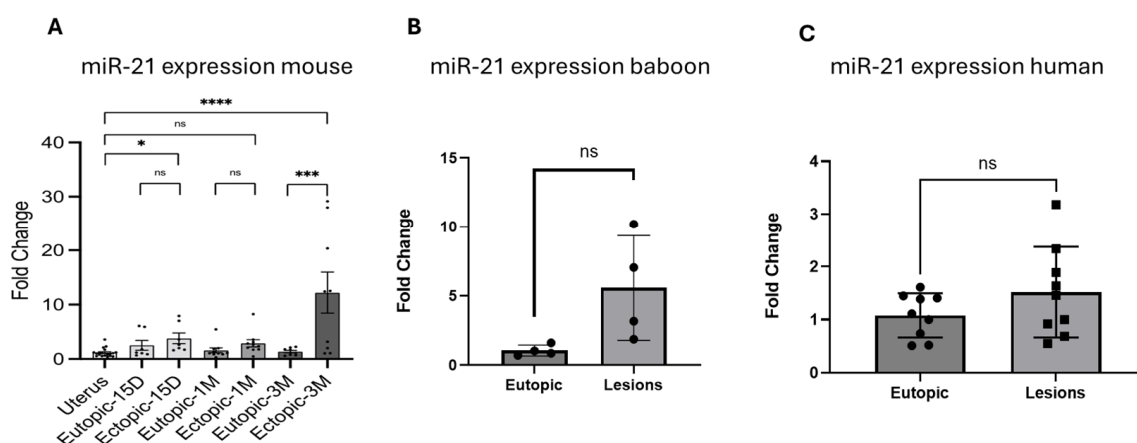 A
miR-21 expression mouse
****
ns
*
ns
ns
***
Fold Change
40
30
20
10
0
Uterus
Eutopic-15D
Ectopic-15D
Eutopic-1M
Ectopic-1M
Eutopic-3M
Ectopic-3M
B
miR-21 expression baboon
ns
Fold Change
15
10
5
0
Eutopic
Lesions
C
miR-21 expression human
ns
Fold Change
4
3
2
1
0
Eutopic
Lesions